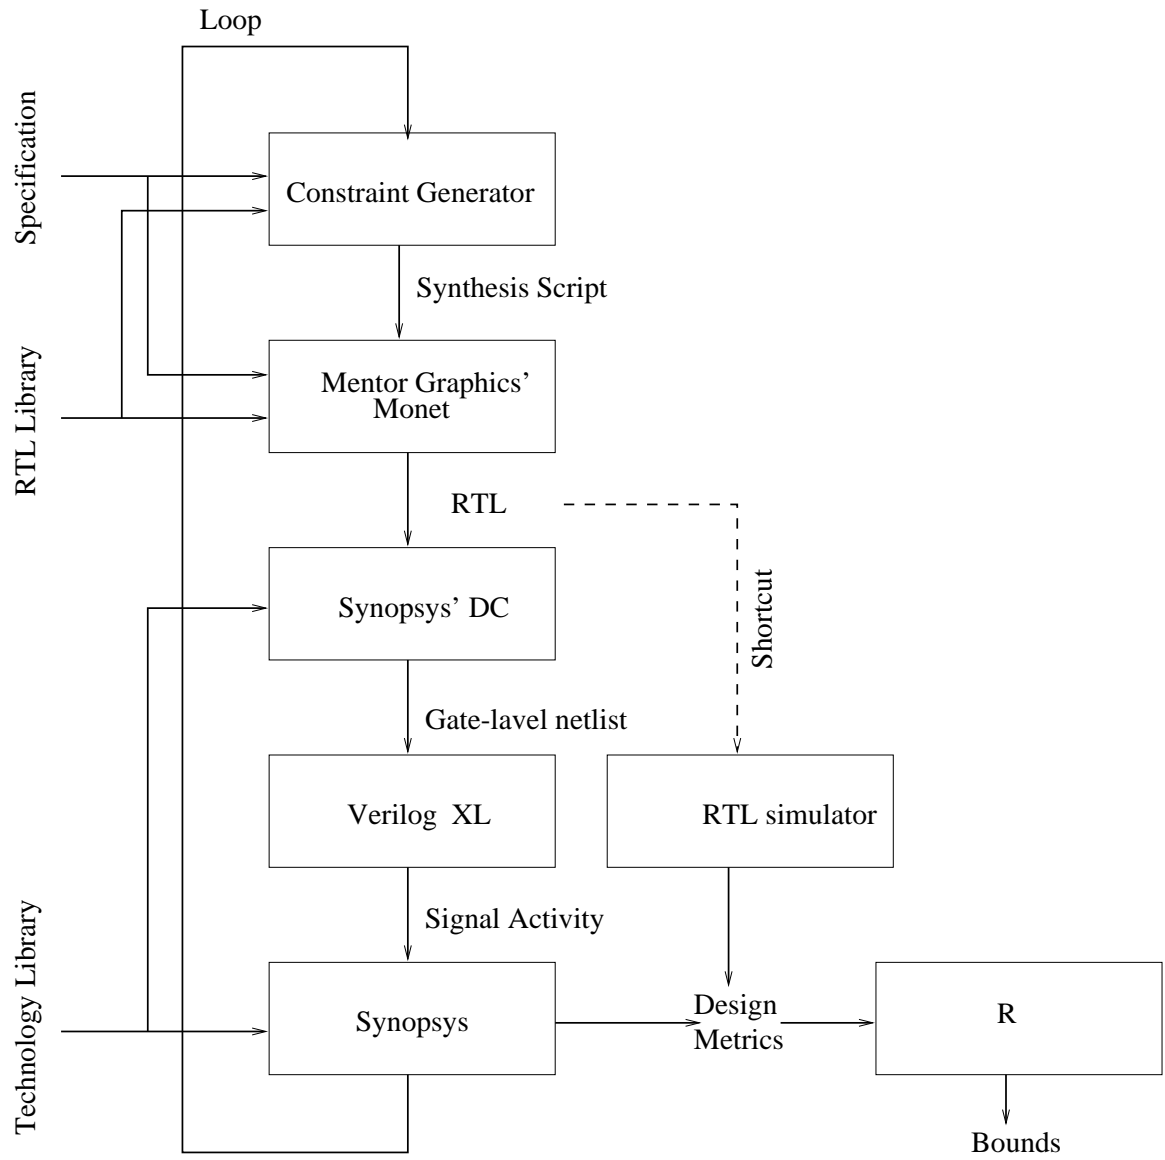 Loop
Specification
Constraint Generator
Synthesis Script
RTL Library
Mentor Graphics’
Monet
RTL
Shortcut
Synopsys’ DC
Gate-lavel netlist
Verilog XL
RTL simulator
Signal Activity
Technology Library
Synopsys
Design
Metrics
R
Bounds